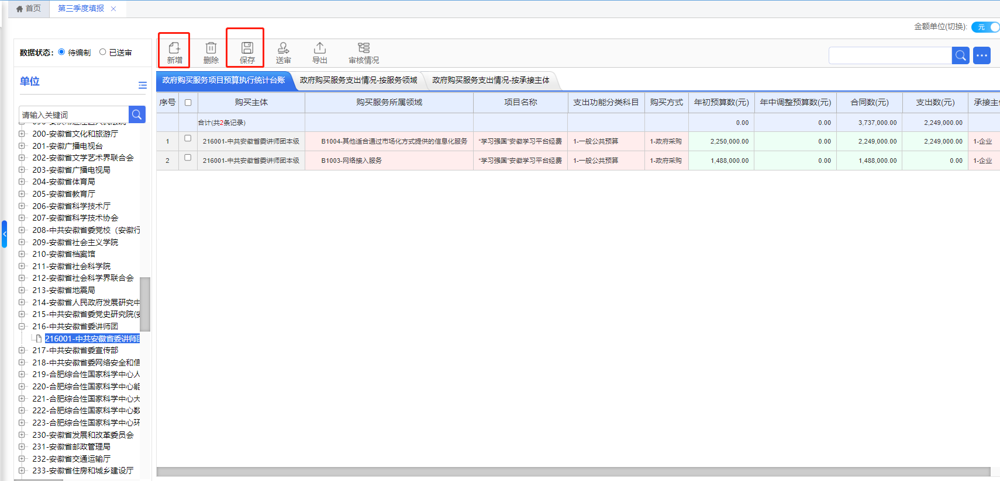 首页
第三季度填报
金额单位(切换):
元
数据状态:
待编制
已送审
新增
删除
保存
送审
导出
审核情况
单位
请输入关键词
200-安徽省文化和旅游厅
201-安徽广播电视台
202-安徽省文学艺术界联合会
203-安徽省广播电视局
204-安徽省体育局
205-安徽省教育厅
206-安徽省科学技术厅
207-安徽省科学技术协会
208-中共安徽省委党校（安徽行
209-安徽省社会主义学院
210-安徽省档案馆
211-安徽省社会科学院
212-安徽省社会科学界联合会
213-安徽省地震局
214-安徽省人民政府发展研究中
215-中共安徽省委党史研究院(安
216-中共安徽省委讲师团
216001-中共安徽省委讲师团
217-中共安徽省委宣传部
218-中共安徽省委网络安全和信
219-合肥综合性国家科学中心人
220-合肥综合性国家科学中心能
221-合肥综合性国家科学中心大
222-合肥综合性国家科学中心数
223-合肥综合性国家科学中心环
230-安徽省发展和改革委员会
231-安徽省邮政管理局
232-安徽省交通运输厅
233-安徽省住房和城乡建设厅
政府购买服务项目预算执行统计台账
政府购买服务支出情况-按服务领域
政府购买服务支出情况-按承接主体
序号 购买主体 购买服务所属领域 项目名称 支出功能分类科目 购买方式 年初预算数(元) 年中调整预算数(元) 合同数(元) 支出数(元) 承接主体
合计(共2条记录) 0.00 0.00 3,737,000.00 2,249,000.00
1 216001-中共安徽省委讲师团本级 B1004-其他适合通过市场化方式提供的信息化服务 “学习强国”安徽学习平台经费 1-一般公共预算 1-政府采购 2,250,000.00 0.00 2,249,000.00 2,249,000.00 1-企业
2 216001-中共安徽省委讲师团本级 B1003-网络接入服务 “学习强国”安徽学习平台经费 1-一般公共预算 1-政府采购 1,488,000.00 0.00 1,488,000.00 0.00 1-企业